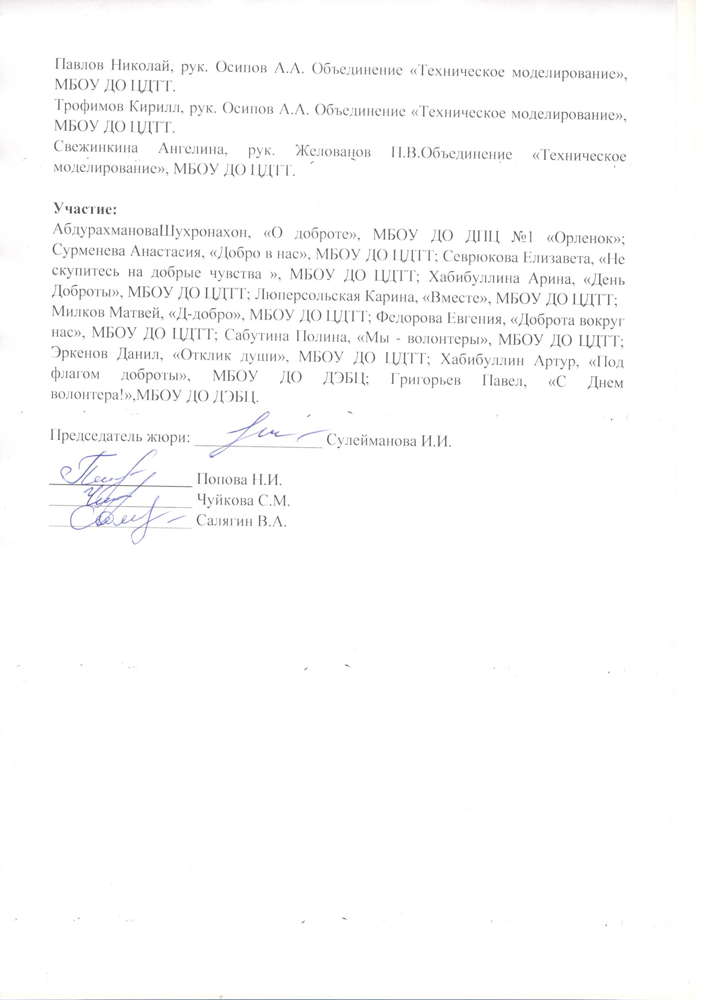 Павлов Николай, рук. Осипов А.А. Объединение «Техническое моделирование»,
МБОУ ДО ЦДТТ.
Трофимов Кирилл, рук. Осипов А.А. Объединение «Техническое моделирование»,
МБОУ ДО ЦДТТ.
Свежинкина Ангелина, рук. Желованов П.В.Объединение «Техническое
моделирование», МБОУ ДО ЦДТТ.
Участие:
АбдурахмановаШухронахон, «О доброте», МБОУ ДО ДПЦ №1 «Орленок»;
Сурменева Анастасия, «Добро в нас», МБОУ ДО ЦДТТ; Севрюкова Елизавета, «Не
скупитесь на добрые чувства », МБОУ ДО ЦДТТ; Хабибуллина Арина, «День
Доброты», МБОУ ДО ЦДТТ; Люперсольская Карина, «Вместе», МБОУ ДО ЦДТТ;
Милков Матвей, «Д-добро», МБОУ ДО ЦДТТ; Федорова Евгения, «Доброта вокруг
нас», МБОУ ДО ЦДТТ; Сабутина Полина, «Мы - волонтеры», МБОУ ДО ЦДТТ;
Эркенов Данил, «Отклик души», МБОУ ДО ЦДТТ; Хабибуллин Артур, «Под
флагом доброты», МБОУ ДО ДЭБЦ; Григорьев Павел, «С Днем
волонтера!»,МБОУ ДО ДЭБЦ.
Председатель жюри: Сулейманова И.И.
Попова Н.И.
Чуйкова С.М.
Салягин В.А.